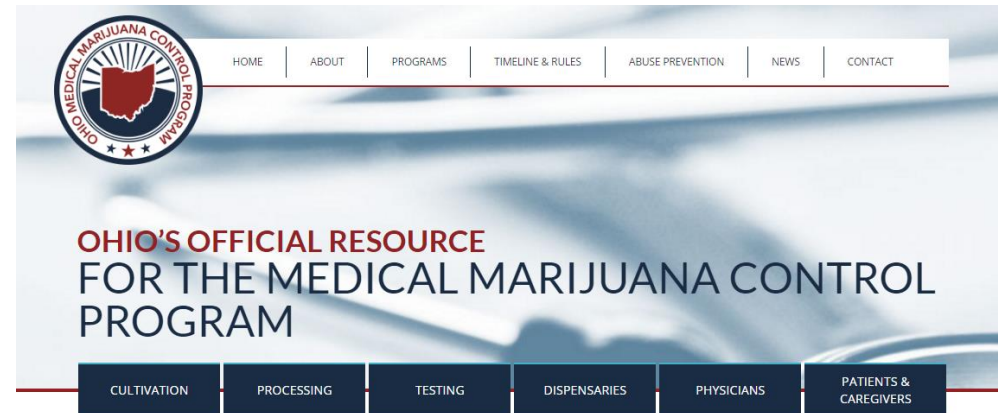 OHIO MEDICAL MARIJUANA CONTROL PROGRAM
HOME
ABOUT
PROGRAMS
TIMELINE & RULES
ABUSE PREVENTION
NEWS
CONTACT
OHIO'S OFFICIAL RESOURCE
FOR THE MEDICAL MARIJUANA CONTROL
PROGRAM
CULTIVATION
PROCESSING
TESTING
DISPENSARIES
PHYSICIANS
PATIENTS &
CAREGIVERS